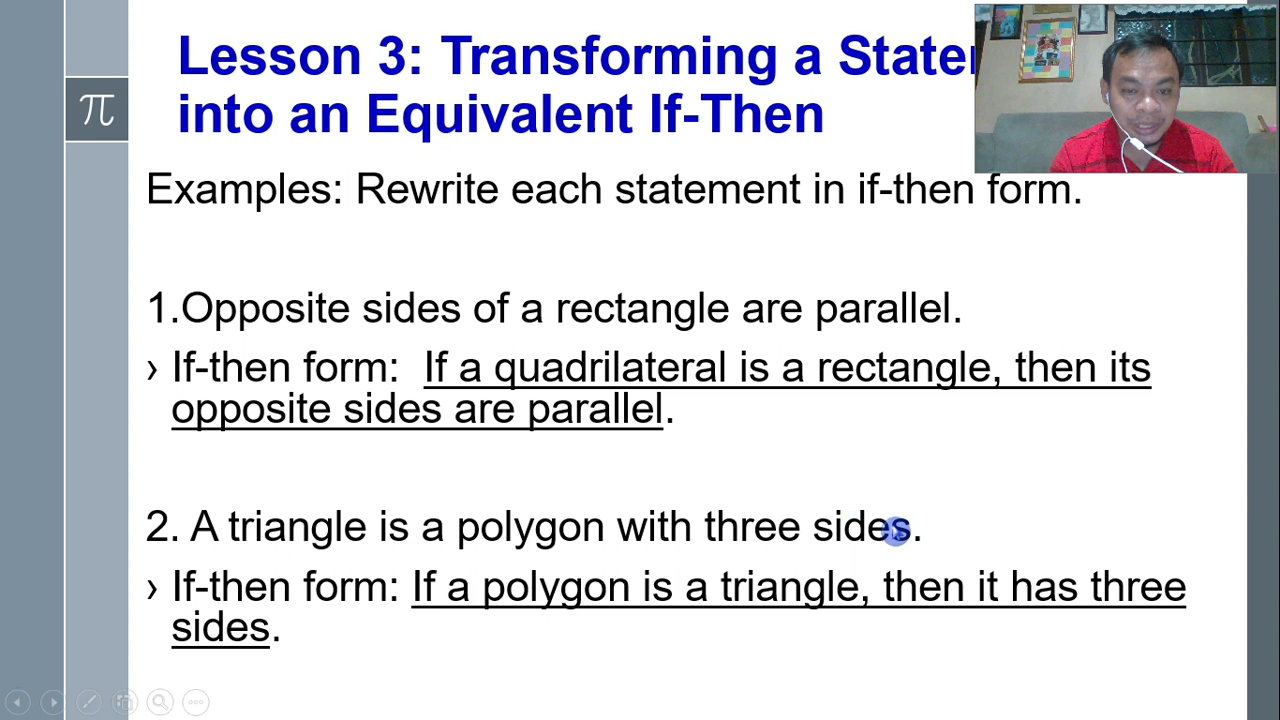 Lesson 3: Transforming a State
into an Equivalent If-Then
π
Examples: Rewrite each statement in if-then form.
1.Opposite sides of a rectangle are parallel.
› If-then form: If a quadrilateral is a rectangle, then its
opposite sides are parallel.
2. A triangle is a polygon with three sides.
› If-then form: If a polygon is a triangle, then it has three
sides.